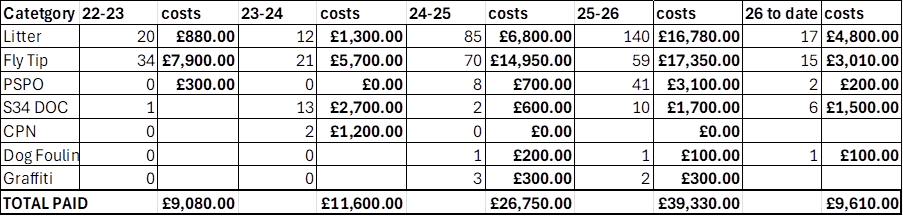 Catetgory 22-23 costs 23-24 costs 24-25 costs 25-26 costs 26 to date costs
Litter 20 £880.00 12 £1,300.00 85 £6,800.00 140 £16,780.00 17 £4,800.00
Fly Tip 34 £7,900.00 21 £5,700.00 70 £14,950.00 59 £17,350.00 15 £3,010.00
PSPO £300.00 0 £0.00 8 £700.00 41 £3,100.00 2 £200.00
S34 DOC 1 13 £2,700.00 2 £600.00 10 £1,700.00 6 £1,500.00
CPN 0 2 £1,200.00 0 £0.00 £0.00
Dog Foulin 0 0 1 £200.00 1 £100.00 1 £100.00
Graffiti 0 0 3 £300.00 2 £300.00
TOTAL PAID £9,080.00 £11,600.00 £26,750.00 £39,330.00 £9,610.00